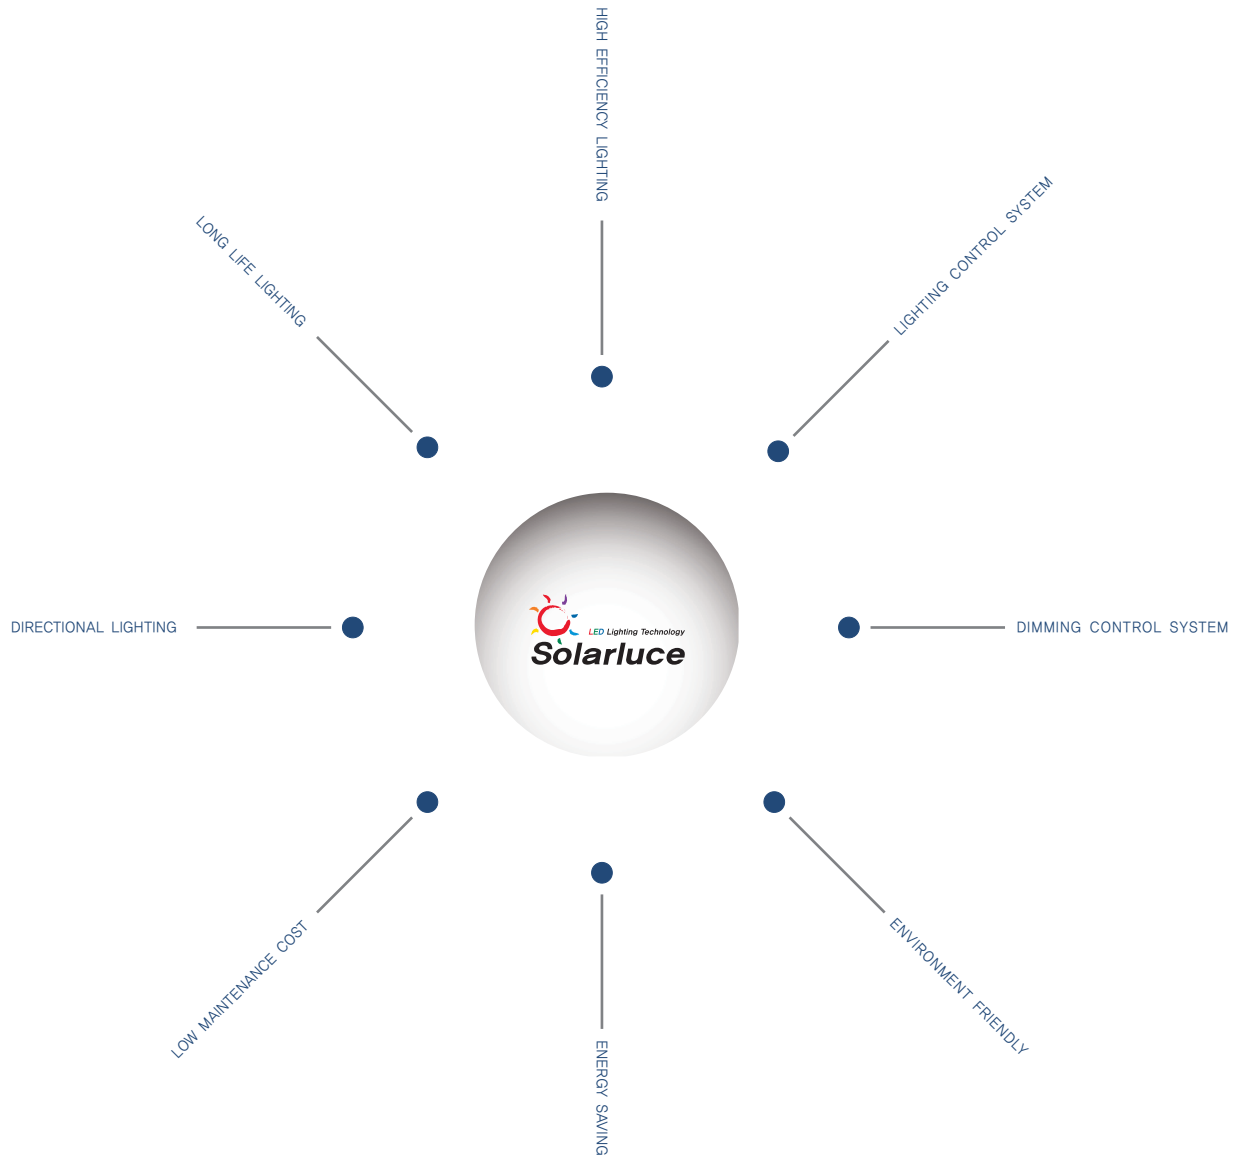 HIGH EFFICIENCY LIGHTING
LIGHTING CONTROL SYSTEM
LONG LIFE LIGHTING
DIRECTIONAL LIGHTING
LED Lighting Technology
Solarluce
DIMMING CONTROL SYSTEM
LOW MAINTENANCE COST
ENVIRONMENT FRIENDLY
ENERGY SAVING